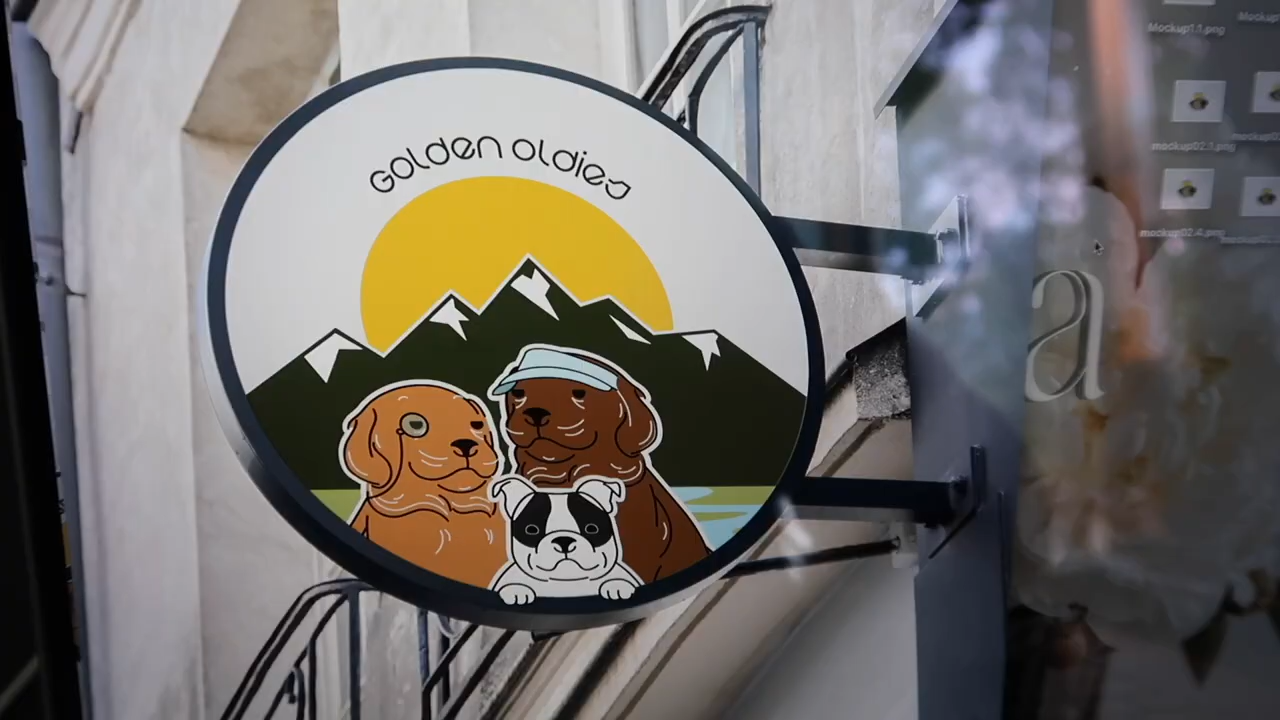 Golden Oldies
Mockup1.1.png
mockup02.1.png
mockup02.4.png
a